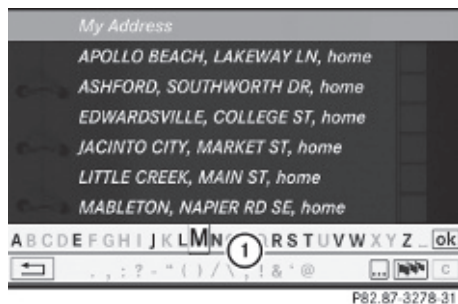 My Address
APOLLO BEACH, LAKEWAY LN, home
ASHFORD, SOUTHWORTH DR, home
EDWARDSVILLE, COLLEGE ST, home
JACINTO CITY, MARKET ST, home
LITTLE CREEK, MAIN ST, home
MABLETON, NAPIER RD SE, home
A B C D E F G H I J K L M N 1 R S T U V W X Y Z _ ok
. , : ? - " ( ) / \ ! & ' @ ... c
P82.87-3278-31